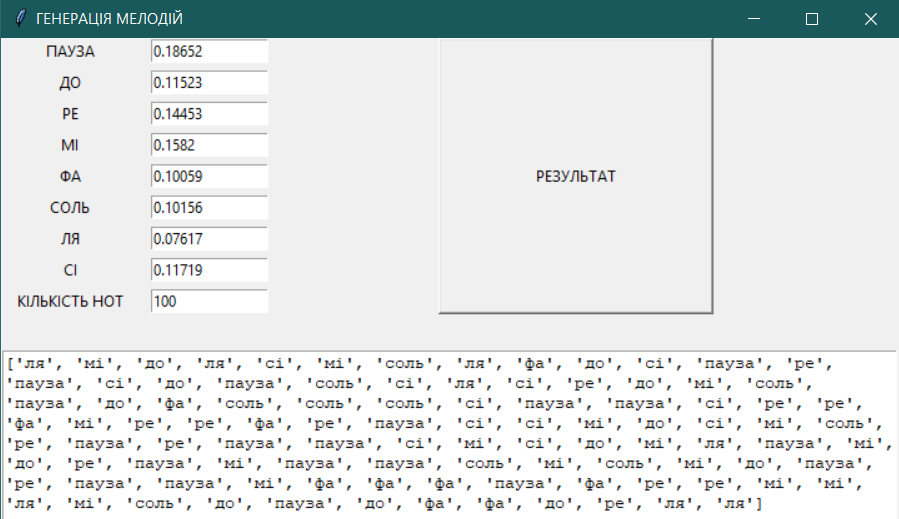 ГЕНЕРАЦІЯ МЕЛОДІЙ
ПАУЗА 0.18652
ДО 0.11523
РЕ 0.14453
МІ 0.1582
ФА 0.10059
СОЛЬ 0.10156
ЛЯ 0.07617
СІ 0.11719
КІЛЬКІСТЬ НОТ 100
РЕЗУЛЬТАТ
['ля', 'мі', 'до', 'ля', 'сі', 'мі', 'соль', 'ля', 'фа', 'до', 'сі', 'пауза', 'ре',
'пауза', 'сі', 'до', 'пауза', 'соль', 'сі', 'ля', 'сі', 'ре', 'до', 'мі', 'соль',
'пауза', 'до', 'фа', 'соль', 'соль', 'соль', 'сі', 'пауза', 'пауза', 'сі', 'ре', 'ре',
'фа', 'мі', 'ре', 'ре', 'фа', 'ре', 'пауза', 'сі', 'сі', 'мі', 'до', 'сі', 'мі', 'соль',
'ре', 'пауза', 'ре', 'пауза', 'пауза', 'сі', 'мі', 'сі', 'до', 'мі', 'ля', 'пауза', 'мі',
'до', 'ре', 'пауза', 'мі', 'пауза', 'пауза', 'соль', 'мі', 'соль', 'мі', 'до', 'пауза',
'ре', 'пауза', 'пауза', 'мі', 'фа', 'фа', 'фа', 'пауза', 'фа', 'ре', 'ре', 'мі', 'мі',
'ля', 'мі', 'соль', 'до', 'пауза', 'до', 'фа', 'фа', 'до', 'ре', 'ля', 'ля']